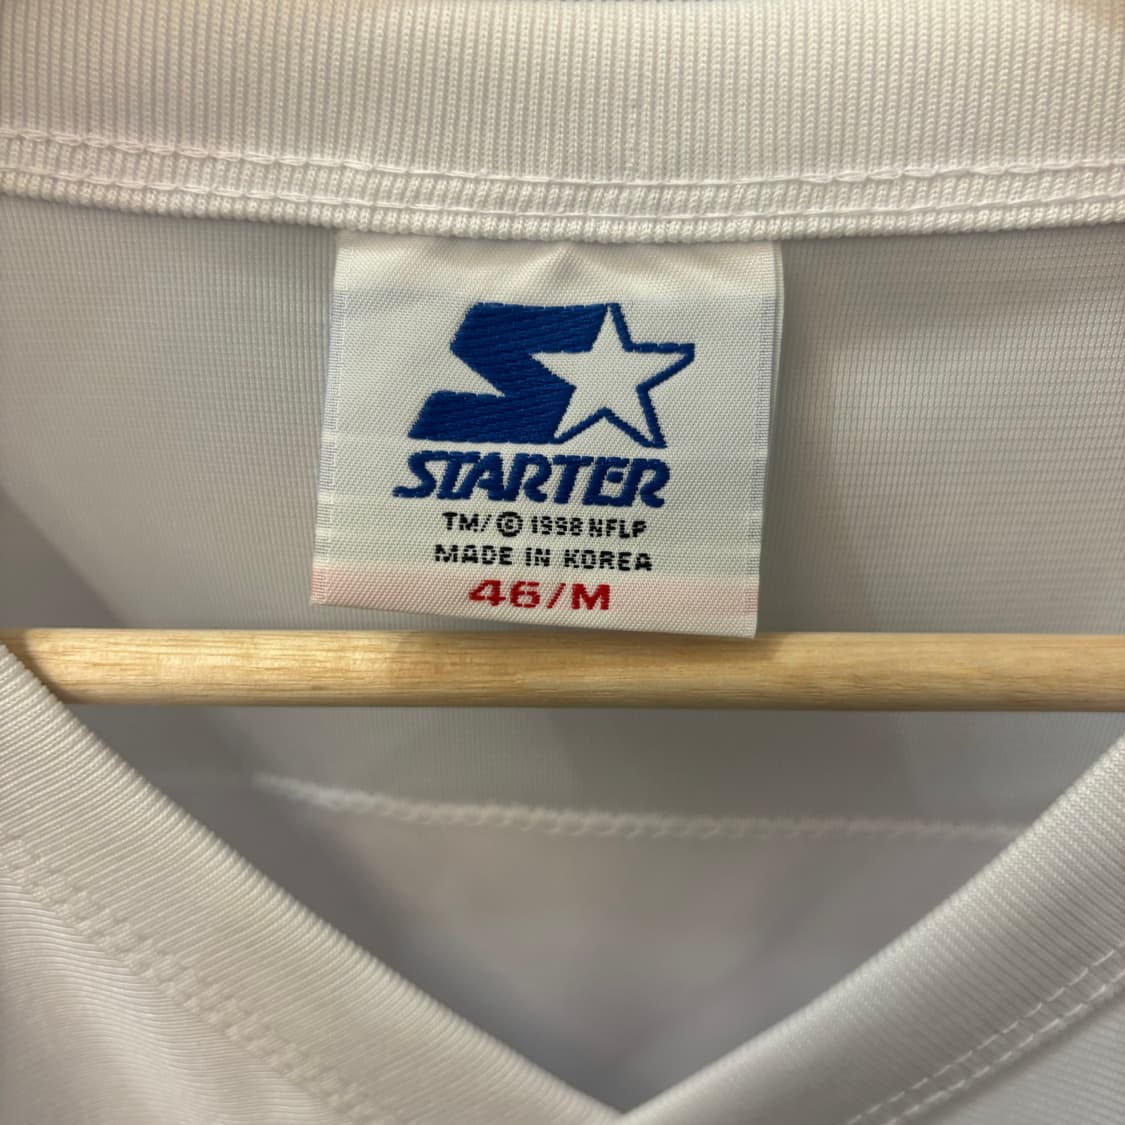 STARTER
TM/© 1998 NFLP
MADE IN KOREA
46/M